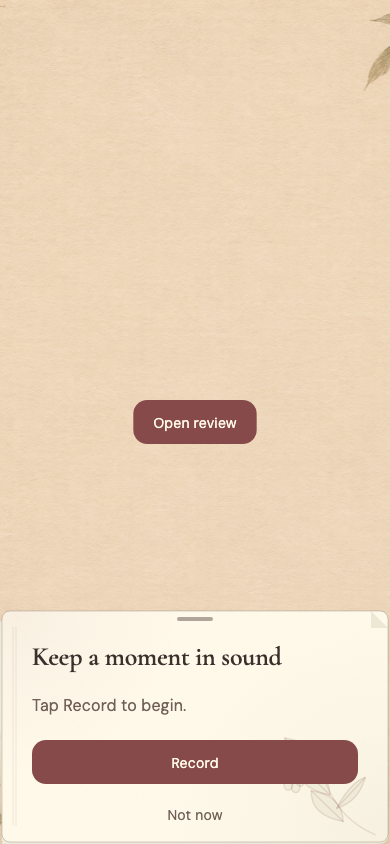 Open review
Keep a moment in sound
Tap Record to begin.
Record
Not now